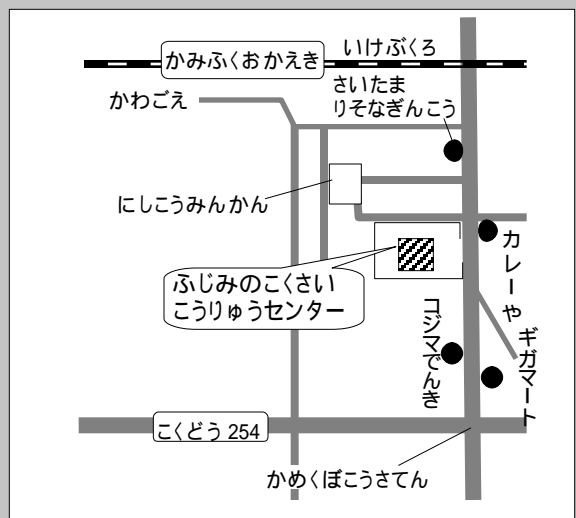 いけぶくろ
かみふくおかえき
さいたま
りそなぎんこう
かわごえ
にしこうみんかん
カレーや
ふじみのこくさい
こうりゅうセンター
コジマでんき
ギガマート
こくどう254
かめくぼこうさてん